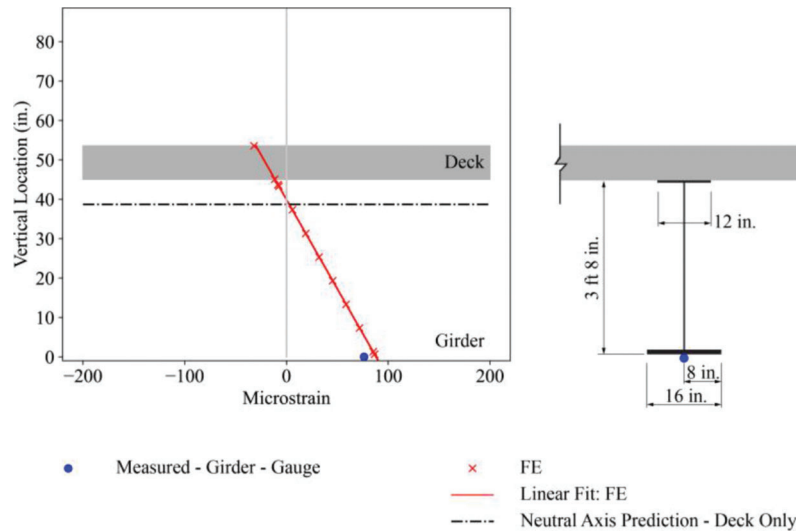 Vertical Location (in.)
80
70
60
50
40
30
20
10
0
Deck
Girder
−200
−100
0
100
200
Microstrain
3 ft 8 in.
12 in.
8 in.
16 in.
Measured - Girder - Gauge
FE
Linear Fit: FE
Neutral Axis Prediction - Deck Only